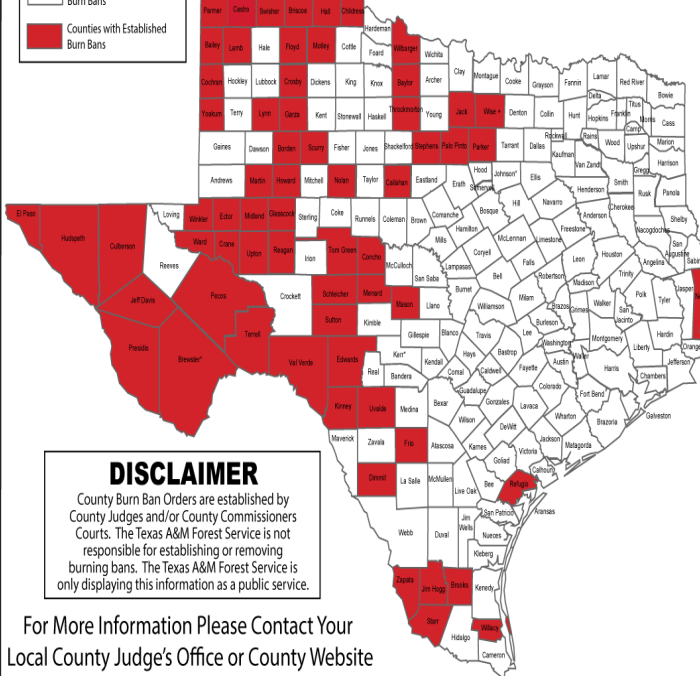 Burn Bans
Counties with Established
Burn Bans
Parmer Castro Swisher Briscoe Hall Childress
Hardeman
Bailey Lamb Hale Floyd Motley Cottle Foard Wilbarger Wichita
Clay Montague Cooke Grayson Fannin Lamar Red River Bowie
Cochran Hockley Lubbock Crosby Dickens King Knox Baylor Archer
Delta Titus Franklin Morris Cass Camp
Yoakum Terry Lynn Garza Kent Stonewall Haskell Throckmorton Young Jack Wise + Denton Collin Hunt Hopkins
Rockwall Rains Wood Upshur Marion
Gaines Dawson Borden Scurry Fisher Jones Shackelford Stephens Palo Pinto Parker Tarrant Dallas Kaufman Van Zandt Gregg Harrison
Andrews Martin Howard Mitchell Nolan Taylor Callahan Eastland Erath Hood Somervell Johnson* Ellis Henderson Smith Rusk Panola
El Paso Hudspeth Culberson Loving Winkler Ector Midland Glasscock Sterling Coke Runnels Coleman Brown Comanche Bosque Hill Navarro Anderson Cherokee Nacogdoches Shelby
Reeves Ward Crane Upton Reagan Irion Tom Green Concho McCulloch Mills Hamilton McLennan Limestone Freestone Leon Houston Angelina San Augustine Sabin
Jeff Davis Pecos Crockett Schleicher Menard San Saba Lampasas Coryell Bell Falls Robertson Madison Trinity Polk Tyler Jasper
Presidio Brewster* Terrell Sutton Kimble Mason Llano Burnet Williamson Milam Brazos Grimes Walker San Jacinto Hardin Orange
Val Verde Edwards Kerr* Gillespie Blanco Travis Lee Burleson Washington Montgomery Liberty Jefferson
Real Bandera Kendall Comal Hays Caldwell Bastrop Fayette Austin Waller Harris Chambers
Kinney Uvalde Medina Bexar Guadalupe Gonzales Colorado Fort Bend Galveston
Maverick Zavala Frio Atascosa Wilson Karnes DeWitt Lavaca Wharton Brazoria
Dimmit La Salle McMullen Live Oak Bee Goliad Victoria Jackson Matagorda
Calhoun Refugio Aransas San Patricio
Webb Duval Jim Wells Nueces Kleberg
Zapata Jim Hogg Brooks Kenedy
Starr Hidalgo Willacy Cameron
DISCLAIMER
County Burn Ban Orders are established by
County Judges and/or County Commissioners
Courts. The Texas A&M Forest Service is not
responsible for establishing or removing
burning bans. The Texas A&M Forest Service is
only displaying this information as a public service.
For More Information Please Contact Your
Local County Judge's Office or County Website